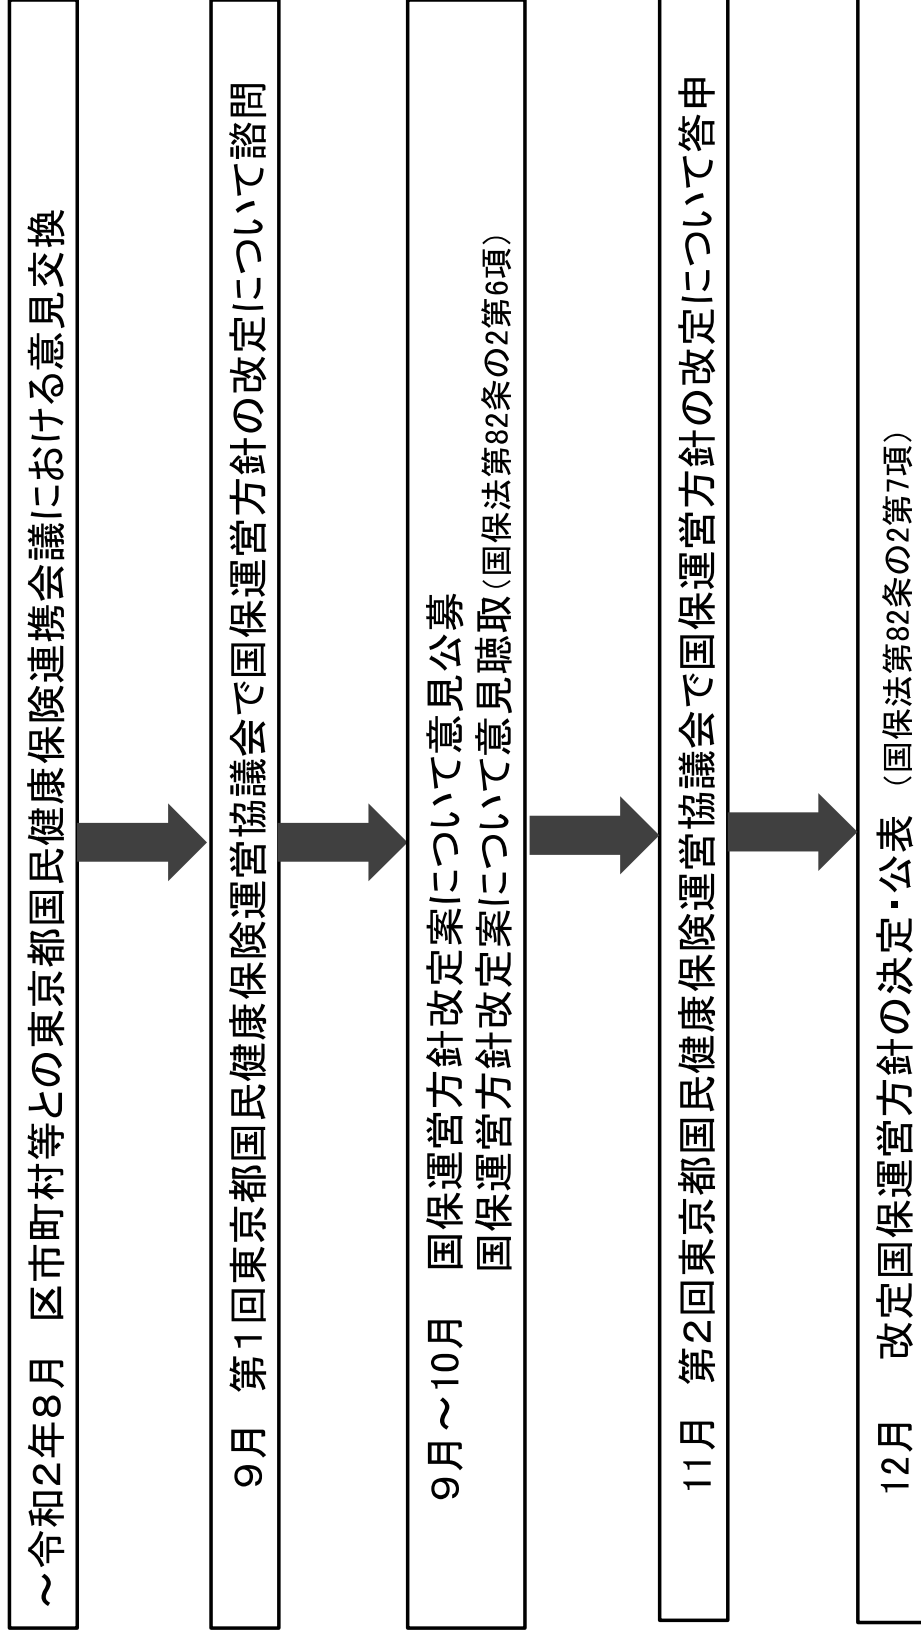 ～令和2年8月　区市町村等との東京都国民健康保険連携会議における意見交換
９月　第１回東京都国民健康保険運営協議会で国保運営方針の改定について諮問
９月～10月　国保運営方針改定案について意見公募
国保運営方針改定案について意見聴取（国保法第82条の2第6項）
11月　第２回東京都国民健康保険運営協議会で国保運営方針の改定について答申
12月　改定国保運営方針の決定・公表　（国保法第82条の2第7項）